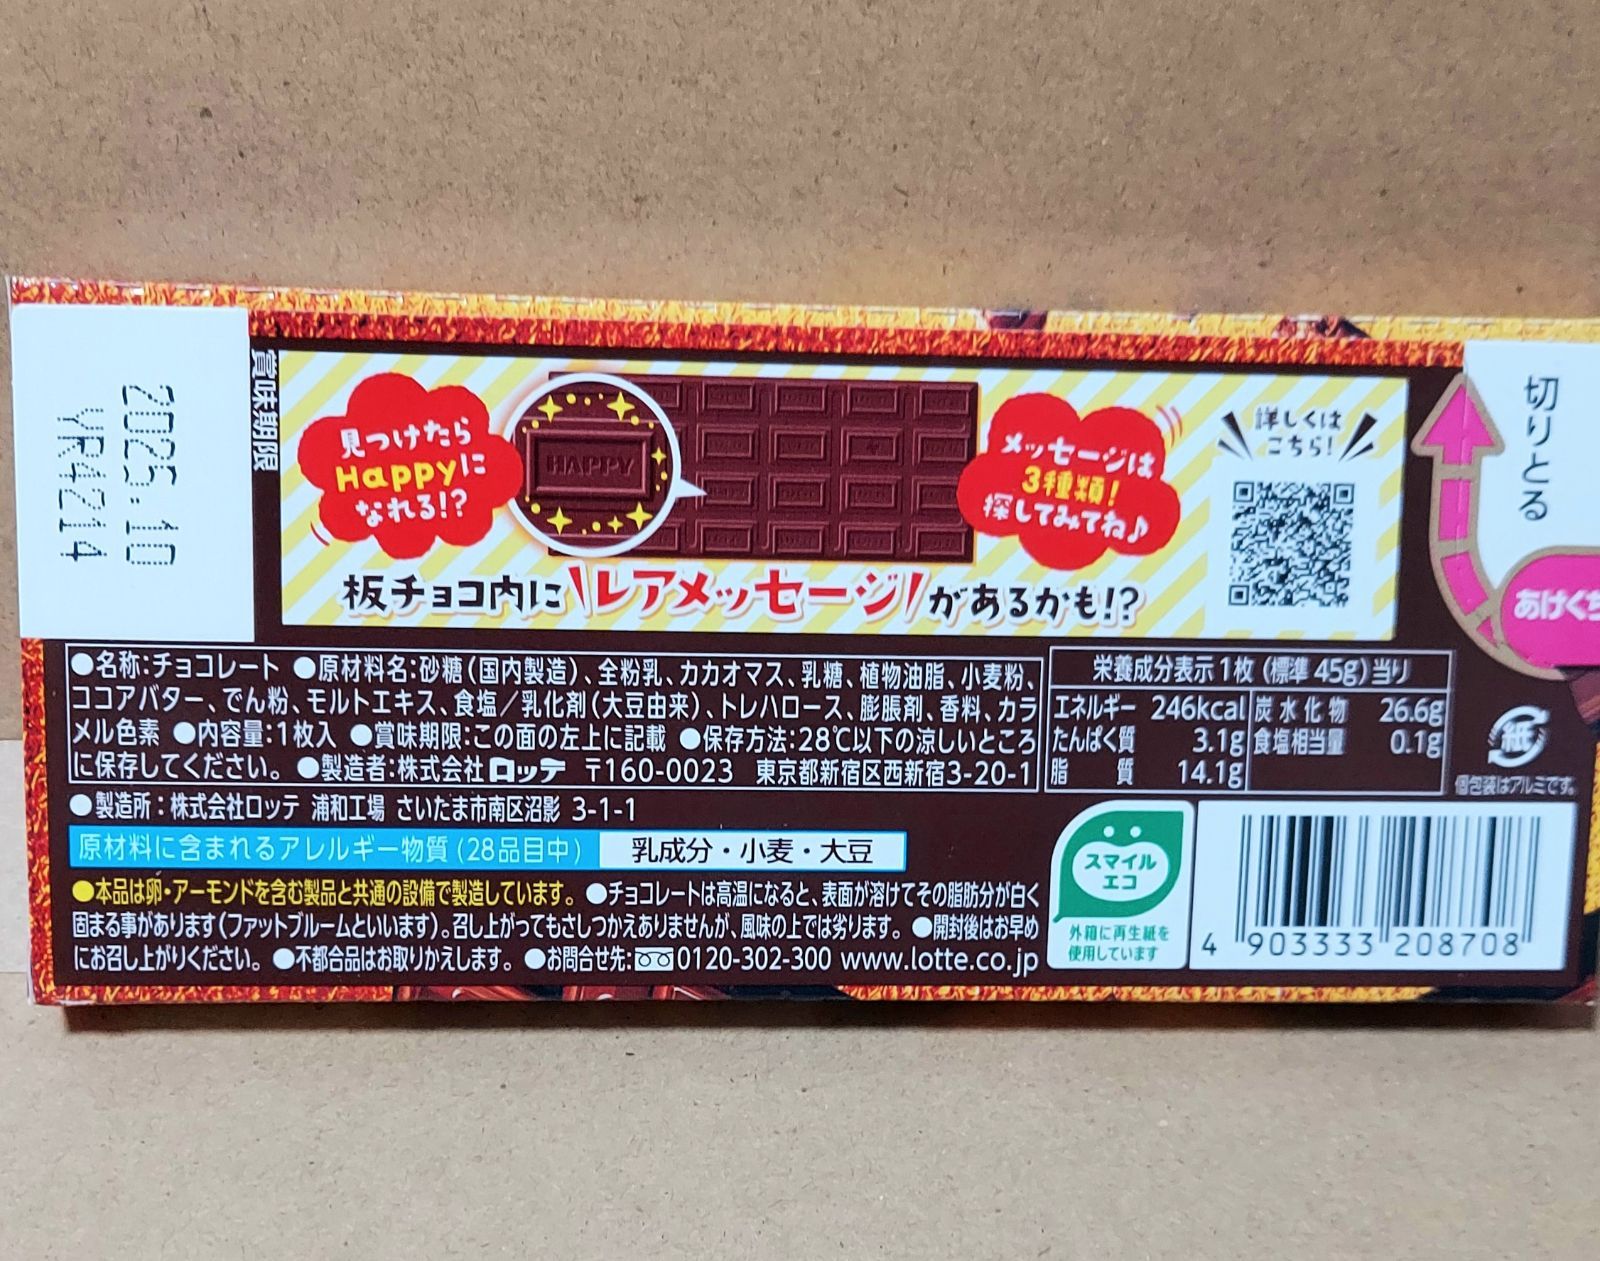 2025.10
YR4214
賞味期限
見つけたら
Happyに
なれる!?
HAPPY
メッセージは
3種類!
探してみてね♪
詳しくは
こちら!
板チョコ内に\レアメッセージ/があるかも!?
切りとる
あけくち
●名称:チョコレート ●原材料名:砂糖(国内製造)、全粉乳、カカオマス、乳糖、植物油脂、小麦粉、
ココアバター、でん粉、モルトエキス、食塩/乳化剤(大豆由来)、トレハロース、膨脹剤、香料、カラ
メル色素 ●内容量:1枚入 ●賞味期限:この面の左上に記載 ●保存方法:28℃以下の涼しいところ
に保存してください。 ●製造者:株式会社ロッテ 〒160-0023 東京都新宿区西新宿3-20-1
栄養成分表示1枚(標準45g)当り
エネルギー 246kcal 炭水化物 26.6g
たんぱく質 3.1g 食塩相当量 0.1g
脂質 14.1g
紙
個包装はアルミです。
●製造所:株式会社ロッテ 浦和工場 さいたま市南区沼影 3-1-1
原材料に含まれるアレルギー物質(28品目中) 乳成分・小麦・大豆
●本品は卵・アーモンドを含む製品と共通の設備で製造しています。 ●チョコレートは高温になると、表面が溶けてその脂肪分が白く
固まる事があります(ファットブルームといいます)。召し上がってもさしつかえありませんが、風味の上では劣ります。 ●開封後はお早め
にお召し上がりください。 ●不都合品はお取りかえします。 ●お問合せ先:0120-302-300 www.lotte.co.jp
スマイル
エコ
外箱に再生紙を
使用しています
4 903333 208708